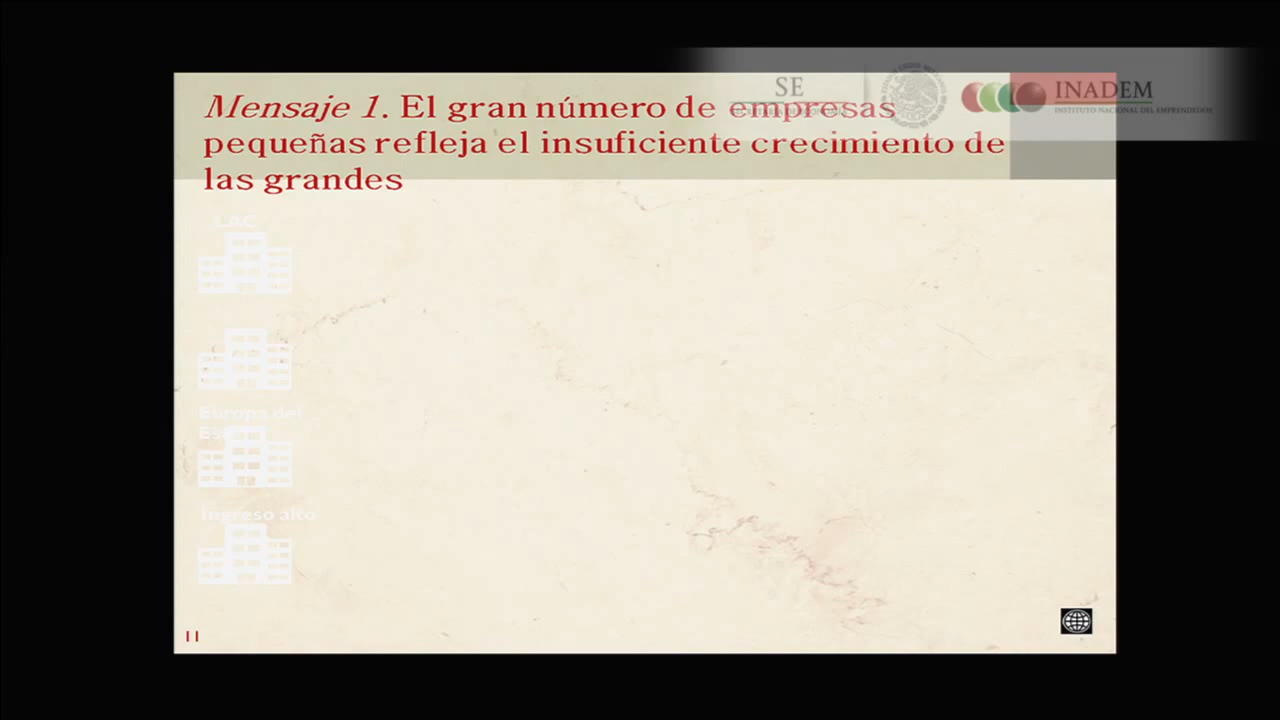 Mensaje 1. El gran número de empresas
pequeñas refleja el insuficiente crecimiento de
las grandes
SE
INADEM
INSTITUTO NACIONAL DEL EMPRENDEDOR
LAC
Europa del
Ingreso alto
11